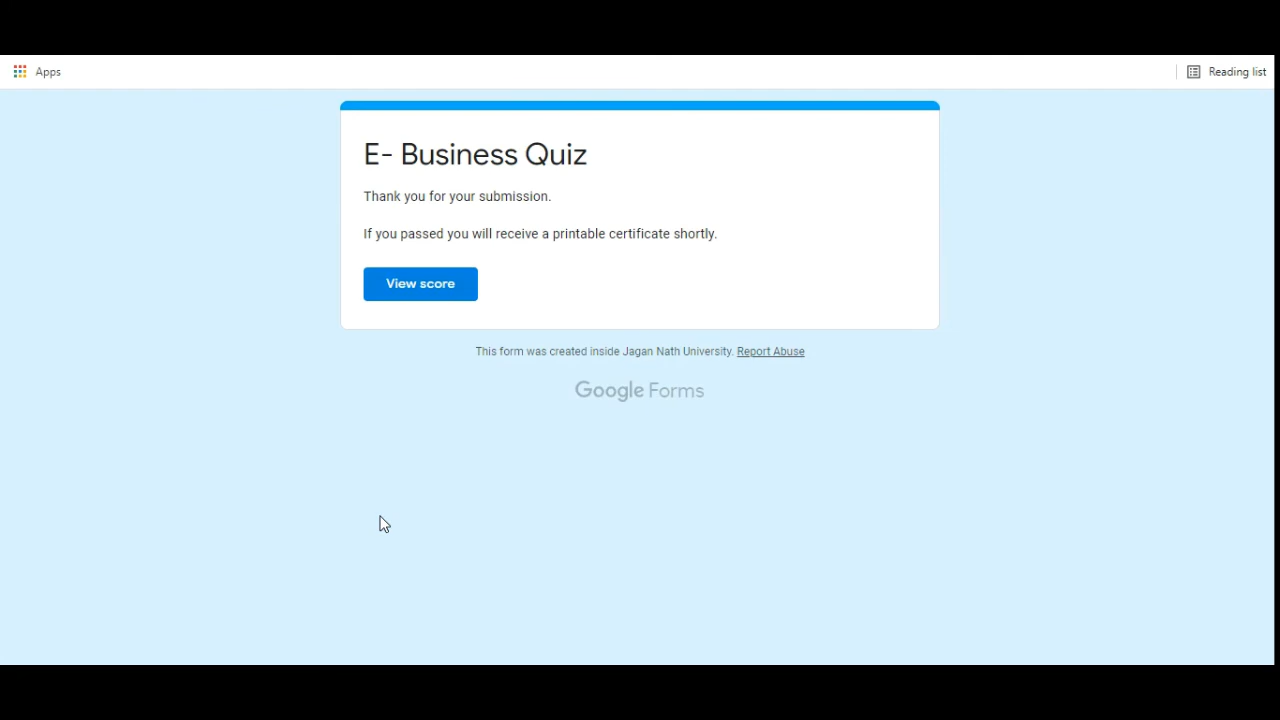 Apps
Reading list
E- Business Quiz
Thank you for your submission.
If you passed you will receive a printable certificate shortly.
View score
This form was created inside Jagan Nath University. Report Abuse
Google Forms